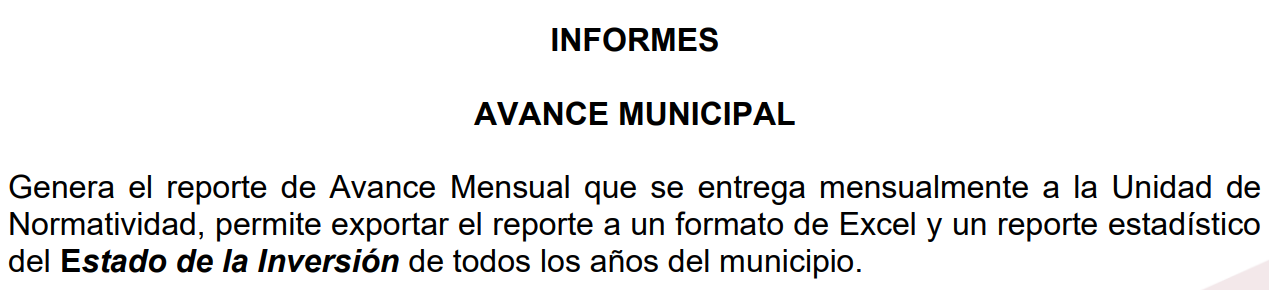 INFORMES
AVANCE MUNICIPAL
Genera el reporte de Avance Mensual que se entrega mensualmente a la Unidad de
Normatividad, permite exportar el reporte a un formato de Excel y un reporte estadístico
del Estado de la Inversión de todos los años del municipio.